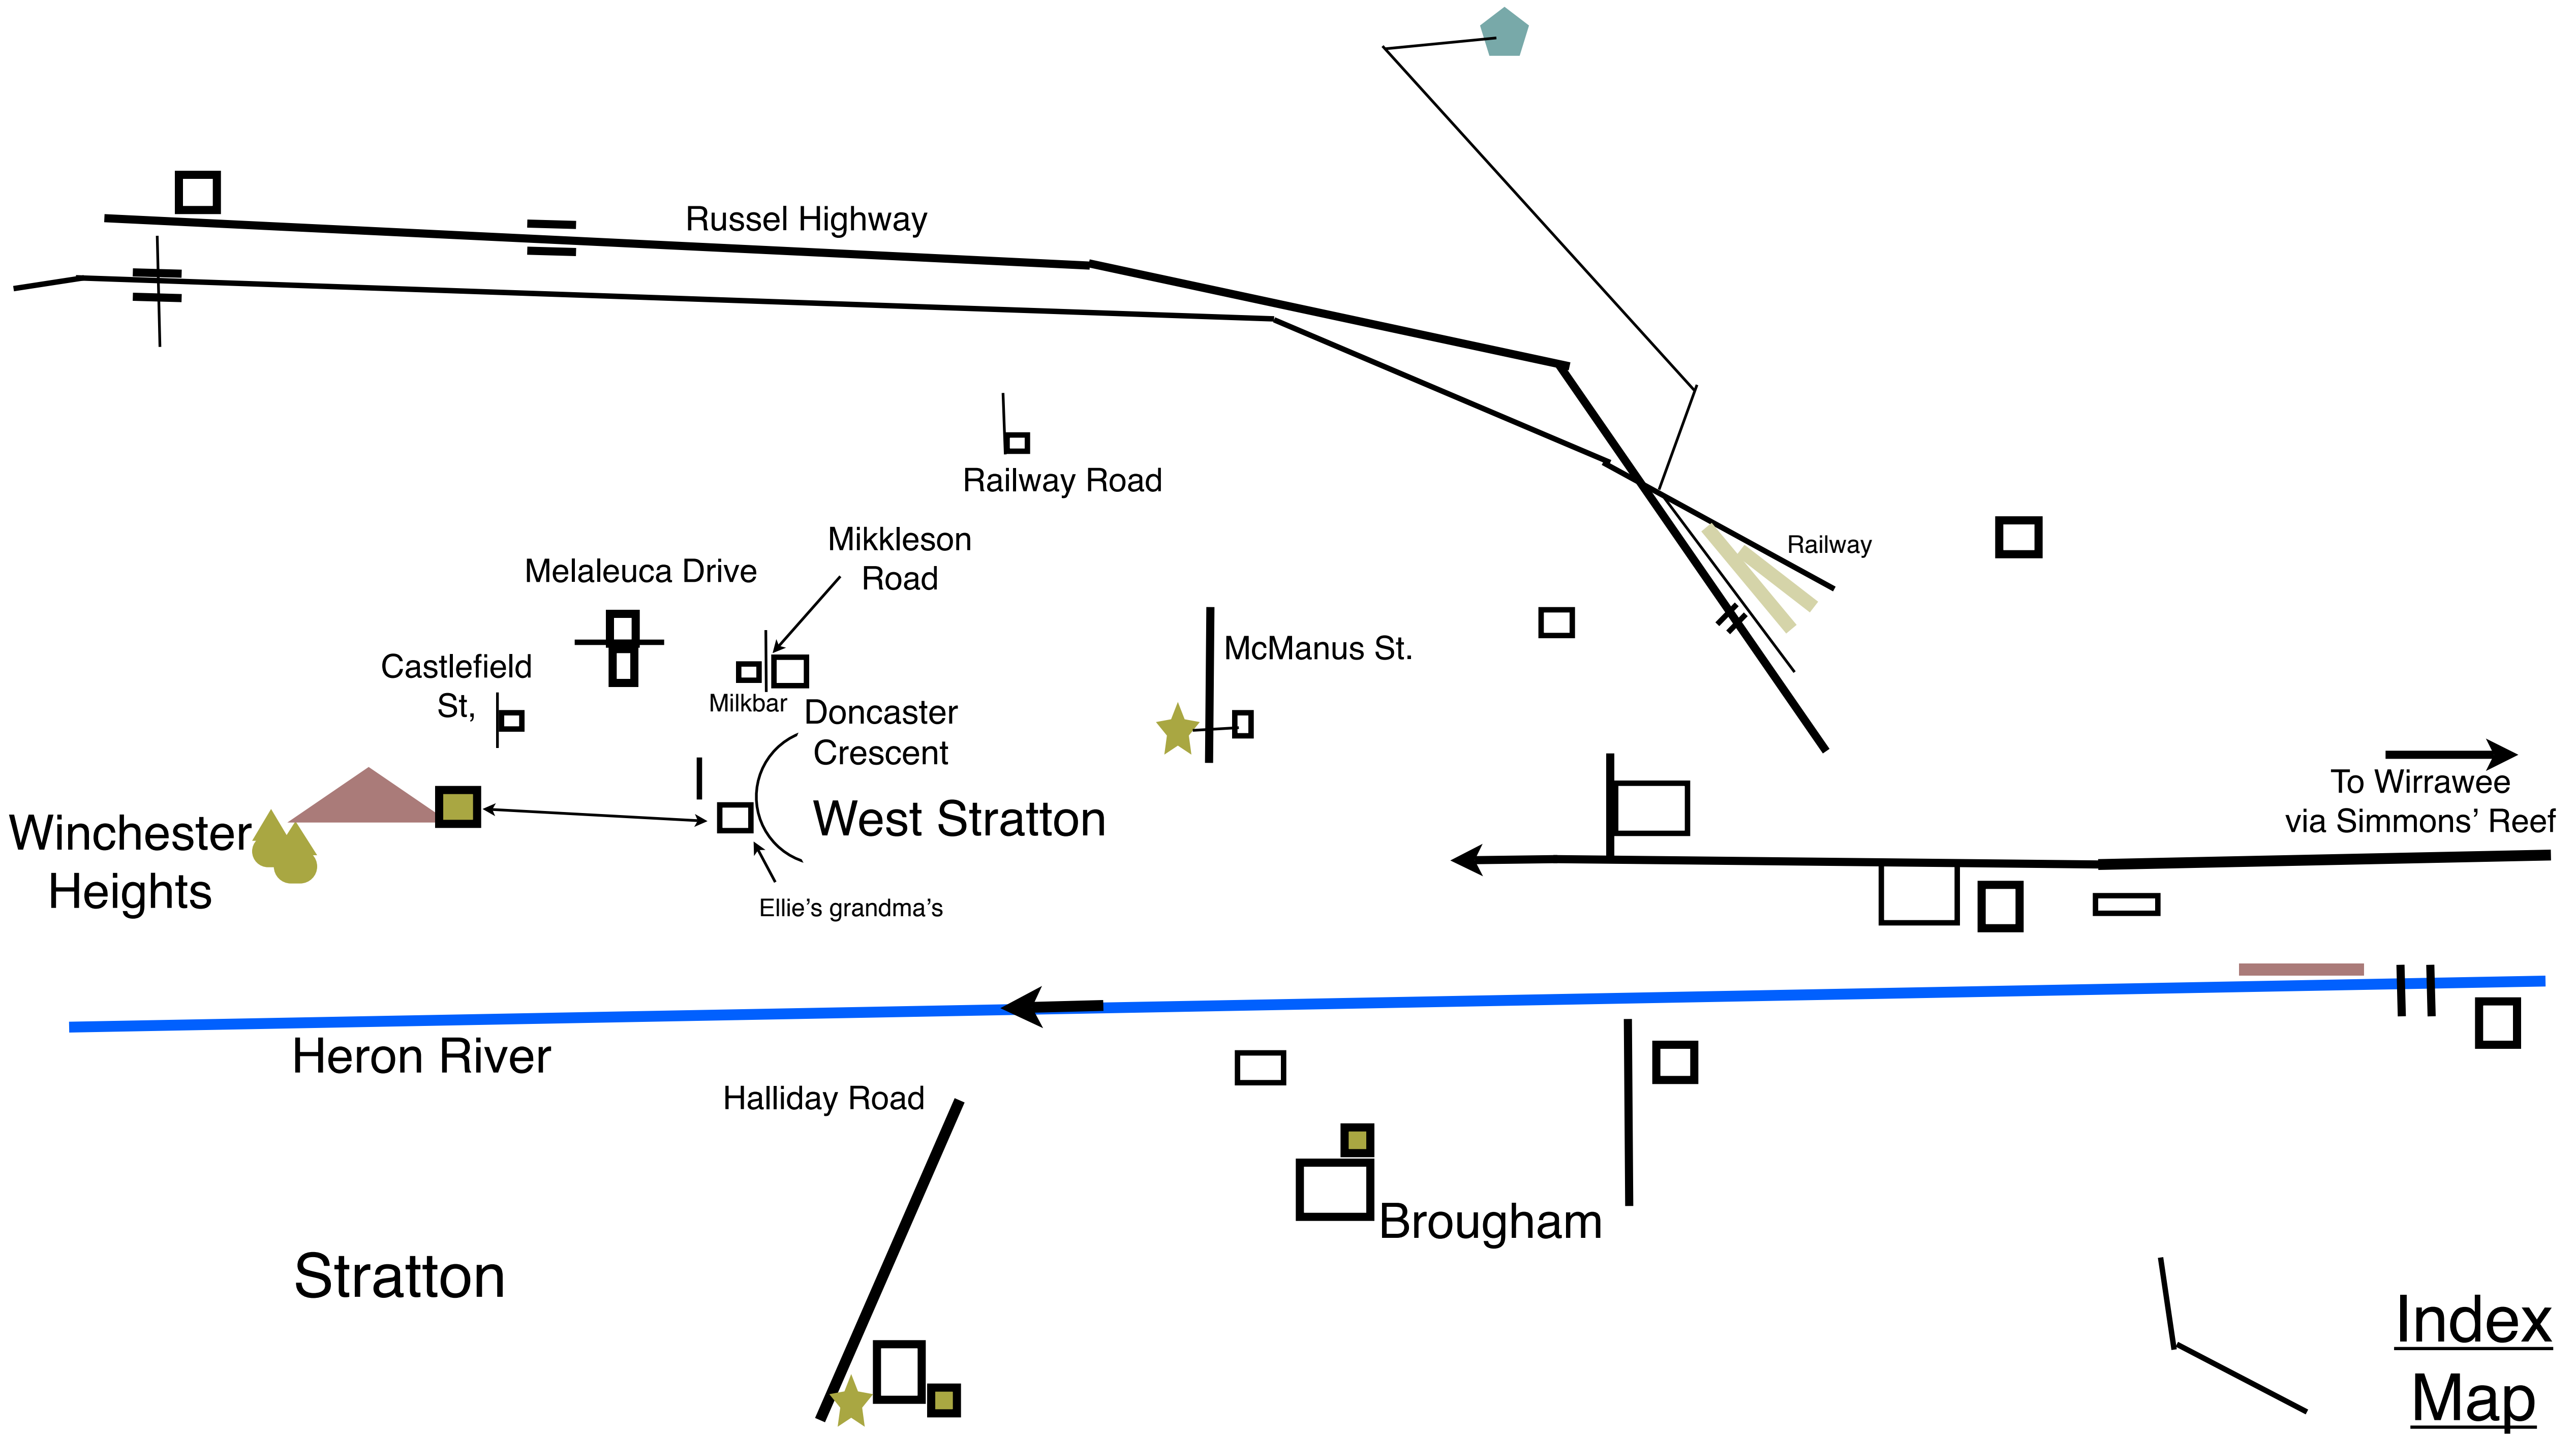 Russel Highway
Railway Road
Mikkleson
Road
Railway
Melaleuca Drive
McManus St.
Castlefield
St,
Milkbar
Doncaster
Crescent
To Wirrawee
via Simmons’ Reef
West Stratton
Winchester
Heights
Ellie’s grandma’s
Heron River
Halliday Road
Brougham
Stratton
Index
Map